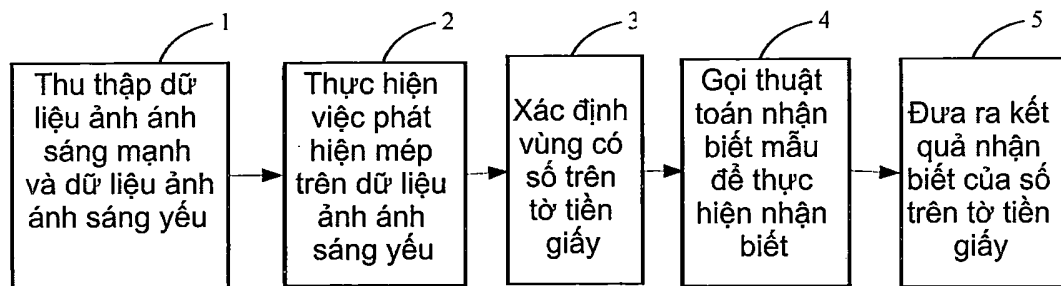 1
Thu thập dữ
liệu ảnh ánh
sáng mạnh
và dữ liệu ảnh
ánh sáng yếu
2
Thực hiện
việc phát
hiện mép
trên dữ liệu
ảnh ánh
sáng yếu
3
Xác định
vùng có
số trên
tờ tiền
giấy
4
Gọi thuật
toán nhận
biết mẫu
để thực
hiện nhận
biết
5
Đưa ra kết
quả nhận
biết của số
trên tờ tiền
giấy